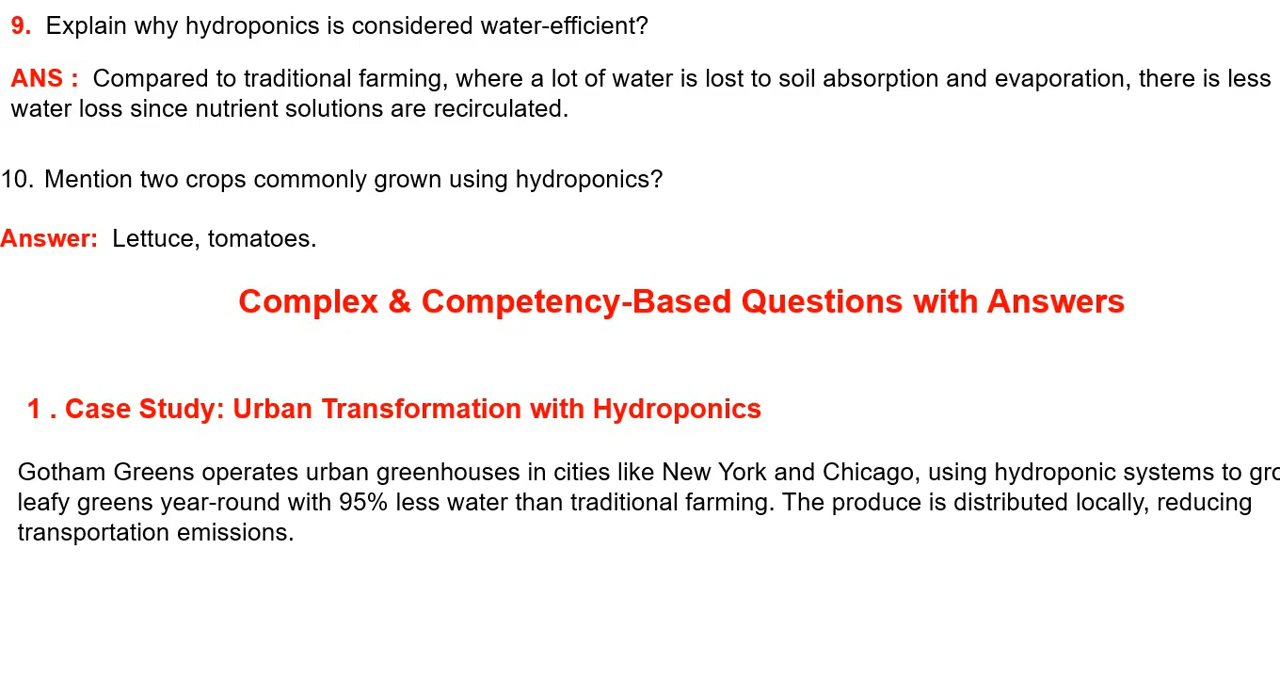 9. Explain why hydroponics is considered water-efficient?
ANS : Compared to traditional farming, where a lot of water is lost to soil absorption and evaporation, there is less
water loss since nutrient solutions are recirculated.
10. Mention two crops commonly grown using hydroponics?
Answer: Lettuce, tomatoes.
Complex & Competency-Based Questions with Answers
1 . Case Study: Urban Transformation with Hydroponics
Gotham Greens operates urban greenhouses in cities like New York and Chicago, using hydroponic systems to
leafy greens year-round with 95% less water than traditional farming. The produce is distributed locally, reducing
transportation emissions.